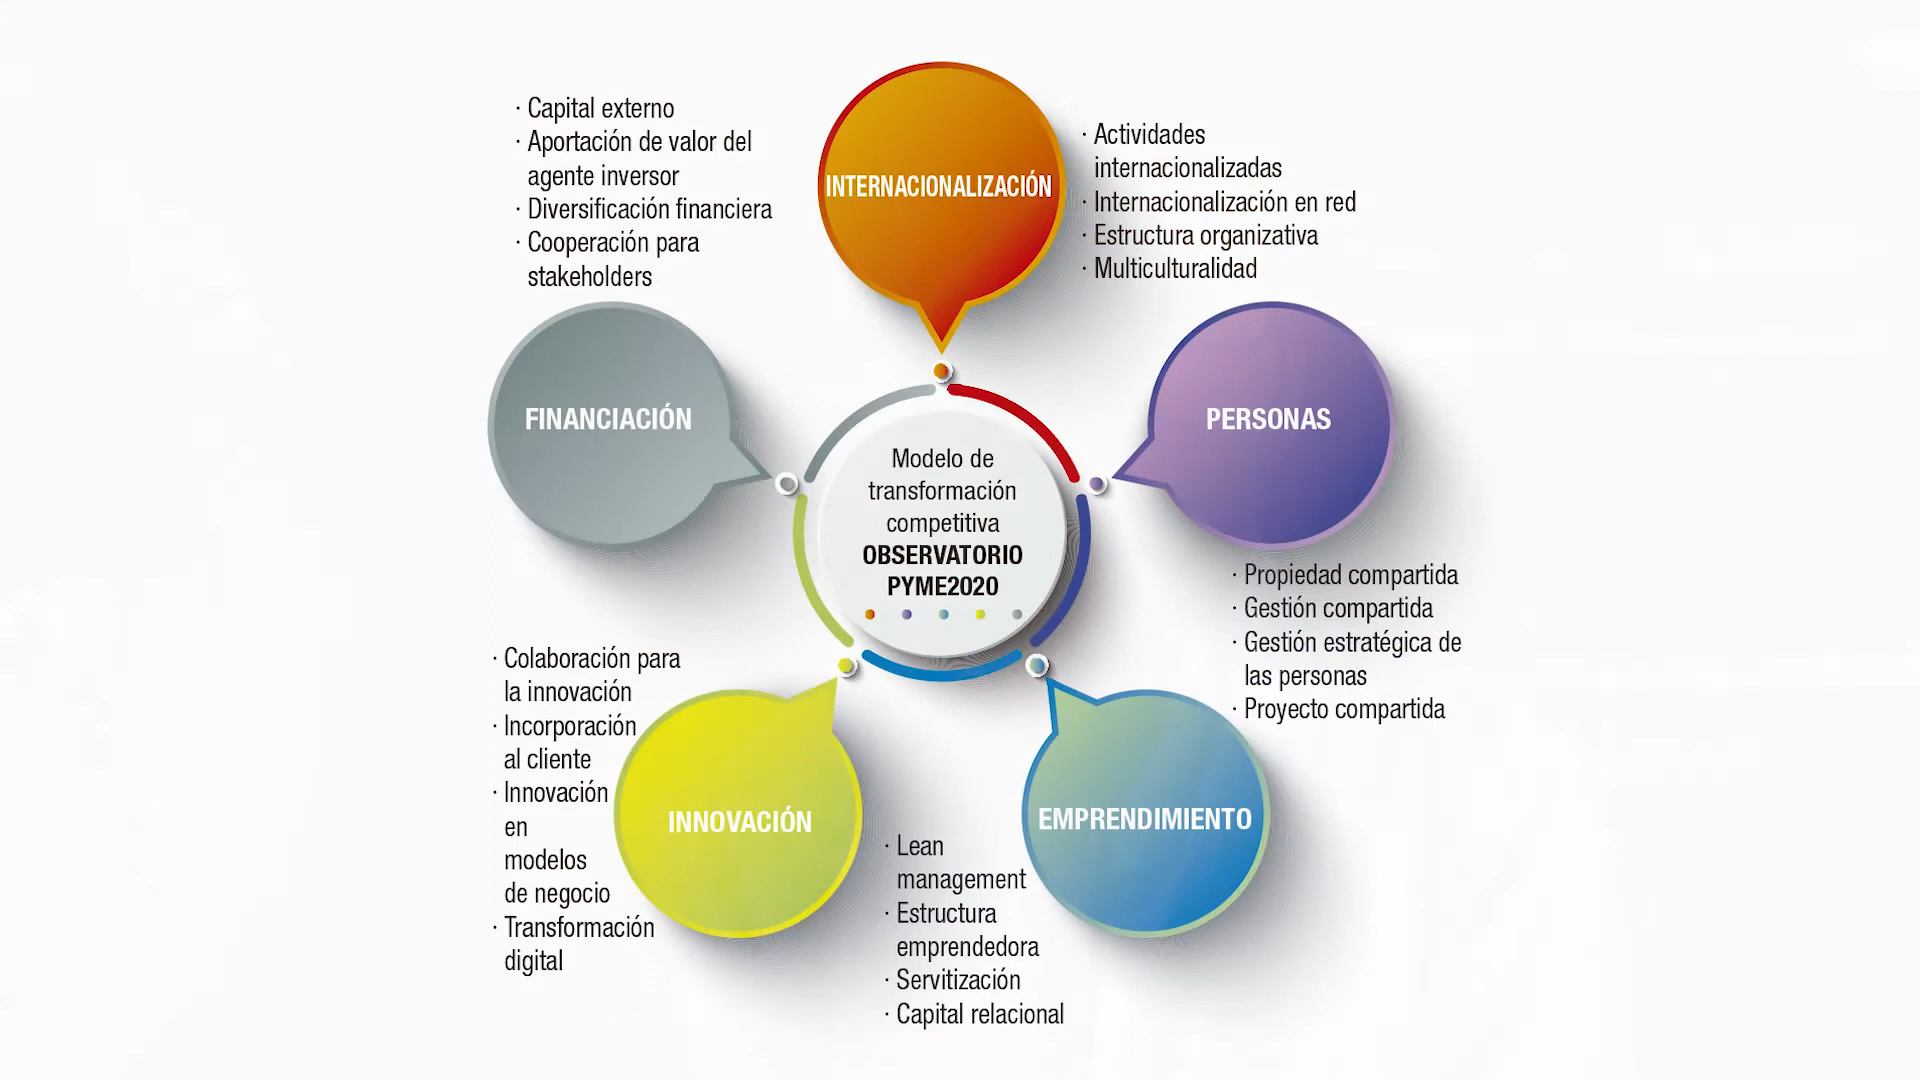 · Capital externo
· Aportación de valor del
agente inversor
· Diversificación financiera
· Cooperación para
stakeholders
INTERNACIONALIZACIÓN
· Actividades
internacionalizadas
· Internacionalización en red
· Estructura organizativa
· Multiculturalidad
FINANCIACIÓN
PERSONAS
Modelo de
transformación
competitiva
OBSERVATORIO
PYME2020
· Propiedad compartida
· Gestión compartida
· Gestión estratégica de
las personas
· Proyecto compartida
· Colaboración para
la innovación
· Incorporación
al cliente
· Innovación
en
modelos
de negocio
· Transformación
digital
INNOVACIÓN
EMPRENDIMIENTO
· Lean
management
· Estructura
emprendedora
· Servitización
· Capital relacional